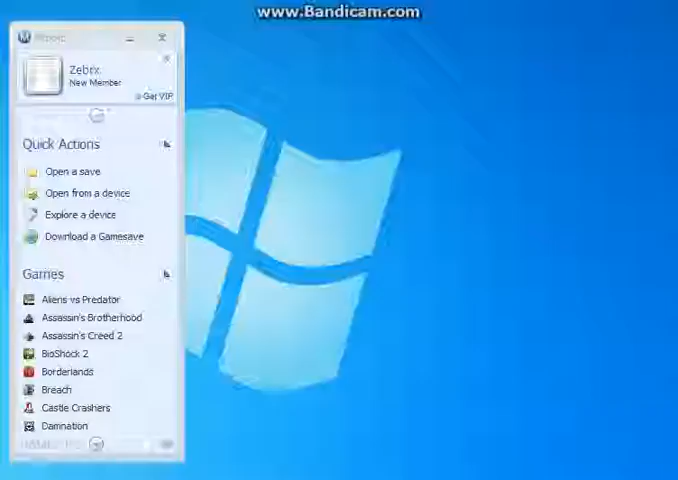 www.Bandicam.com
Zebrx
New Member
Get VIP
Quick Actions
Open a save
Open from a device
Explore a device
Download a Gamesave
Games
Aliens vs Predator
Assassin's Brotherhood
Assassin's Creed 2
BioShock 2
Borderlands
Breach
Castle Crashers
Damnation